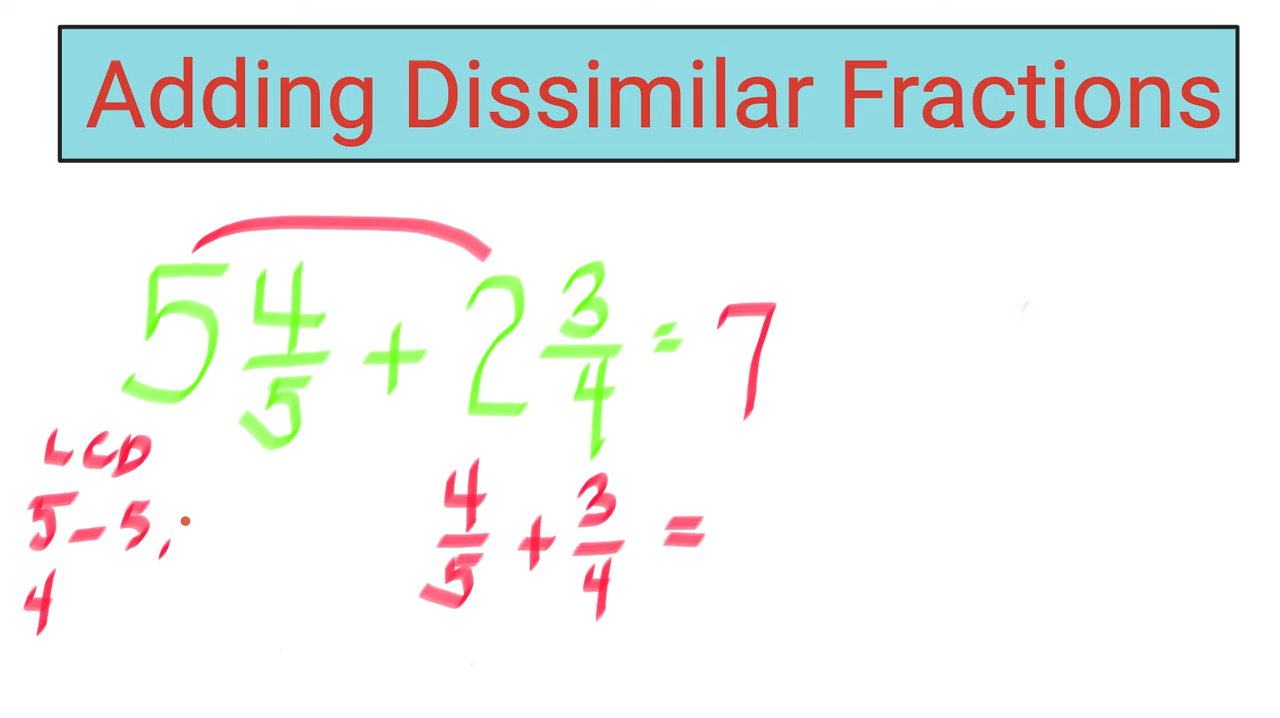 Adding Dissimilar Fractions
5 4/5 + 2 3/4 = 7
LCD
5 - 5,
4
4/5 + 3/4 =